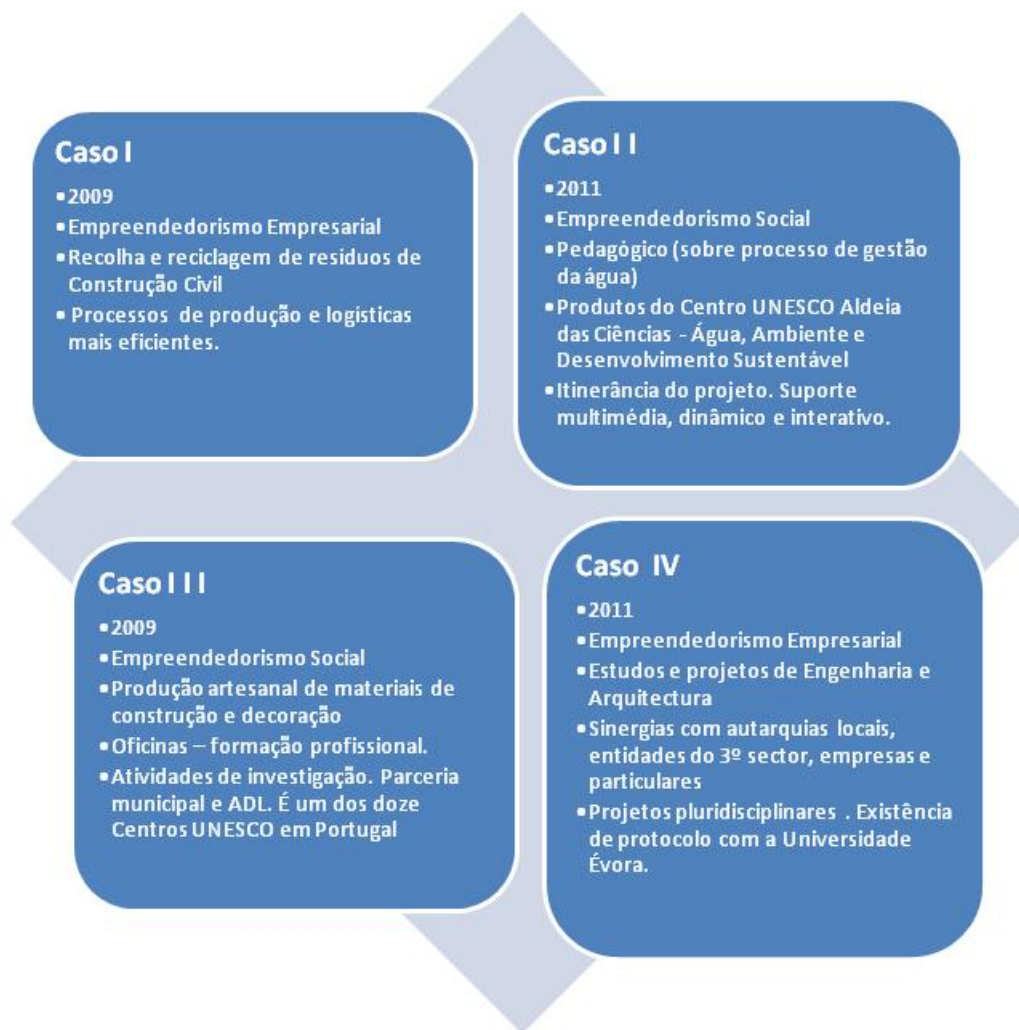 Caso I
•2009
•Empreendedorismo Empresarial
•Recolha e reciclagem de resíduos de
Construção Civil
• Processos de produção e logísticas
mais eficientes.
Caso I I
•2011
•Empreendedorismo Social
•Pedagógico (sobre processo de gestão
da água)
•Produtos do Centro UNESCO Aldeia
das Ciências - Água, Ambiente e
Desenvolvimento Sustentável
•Itinerância do projeto. Suporte
multimédia, dinâmico e interativo.
Caso I I I
•2009
•Empreendedorismo Social
•Produção artesanal de materiais de
construção e decoração
•Oficinas – formação profissional.
•Atividades de investigação. Parceria
municipal e ADL. É um dos doze
Centros UNESCO em Portugal
Caso IV
•2011
•Empreendedorismo Empresarial
•Estudos e projetos de Engenharia e
Arquitectura
•Sinergias com autarquias locais,
entidades do 3º sector, empresas e
particulares
•Projetos pluridisciplinares . Existência
de protocolo com a Universidade
Évora.